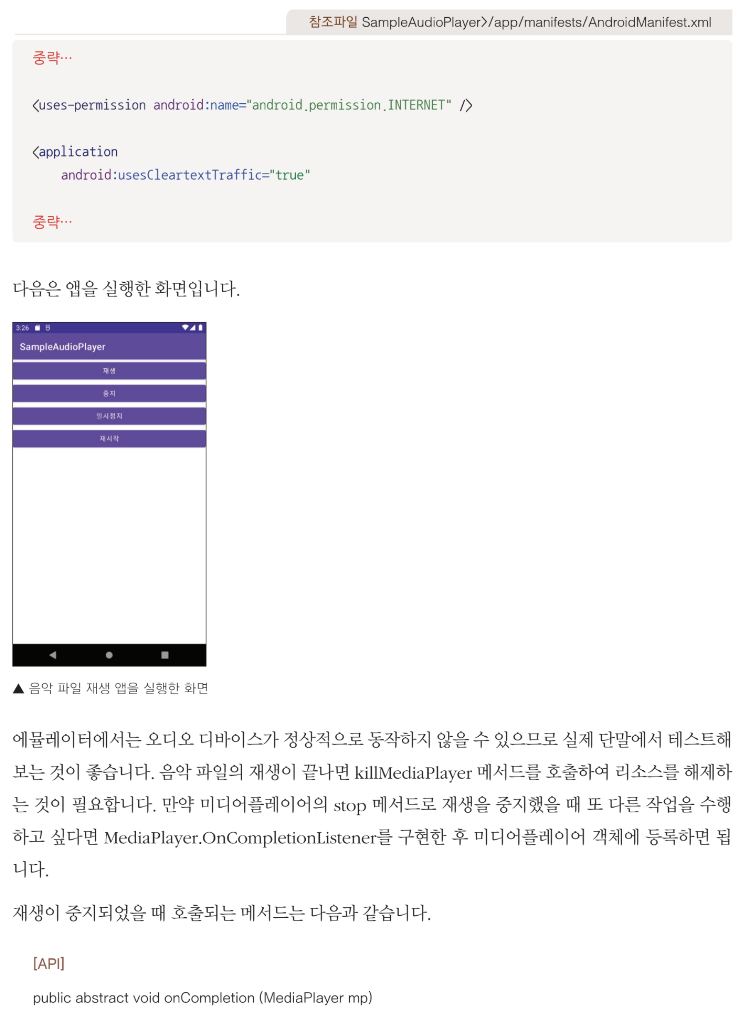 참조파일 SampleAudioPlayer>/app/manifests/AndroidManifest.xml
중략…
<uses-permission android:name="android.permission.INTERNET" />
<application
android:usesCleartextTraffic="true"
중략…
다음은 앱을 실행한 화면입니다.
3:26
SampleAudioPlayer
재생
중지
일시정지
재시작
▲ 음악 파일 재생 앱을 실행한 화면
에뮬레이터에서는 오디오 디바이스가 정상적으로 동작하지 않을 수 있으므로 실제 단말에서 테스트해
보는 것이 좋습니다. 음악 파일의 재생이 끝나면 killMediaPlayer 메서드를 호출하여 리소스를 해제하
는 것이 필요합니다. 만약 미디어플레이어의 stop 메서드로 재생을 중지했을 때 또 다른 작업을 수행
하고 싶다면 MediaPlayer.OnCompletionListener를 구현한 후 미디어플레이어 객체에 등록하면 됩
니다.
재생이 중지되었을 때 호출되는 메서드는 다음과 같습니다.
[API]
public abstract void onCompletion (MediaPlayer mp)